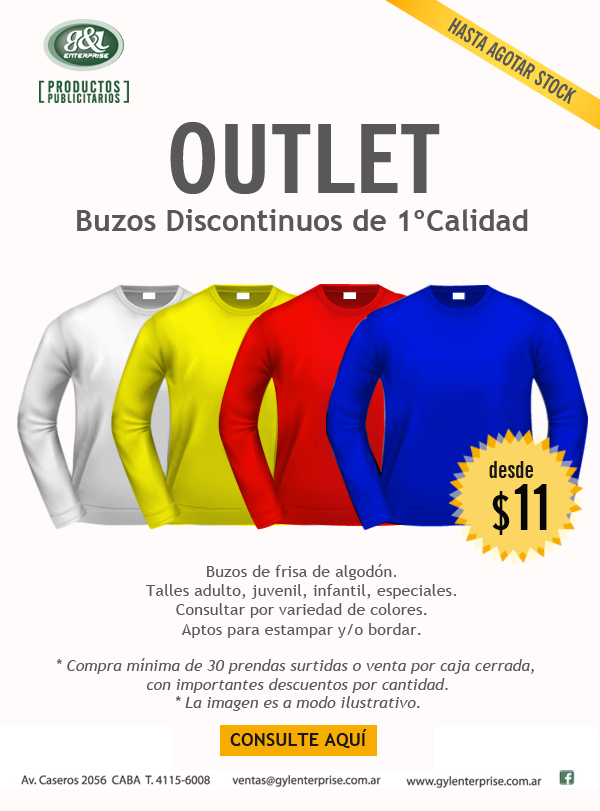 g&L
ENTERPRISE
[PRODUCTOS
PUBLICITARIOS]
HASTA AGOTAR STOCK
OUTLET
Buzos Discontinuos de 1ºCalidad
desde
$11
Buzos de frisa de algodón.
Talles adulto, juvenil, infantil, especiales.
Consultar por variedad de colores.
Aptos para estampar y/o bordar.
* Compra mínima de 30 prendas surtidas o venta por caja cerrada,
con importantes descuentos por cantidad.
* La imagen es a modo ilustrativo.
CONSULTE AQUÍ
Av. Caseros 2056 CABA T. 4115-6008 ventas@gylenterprise.com.ar www.gylenterprise.com.ar f